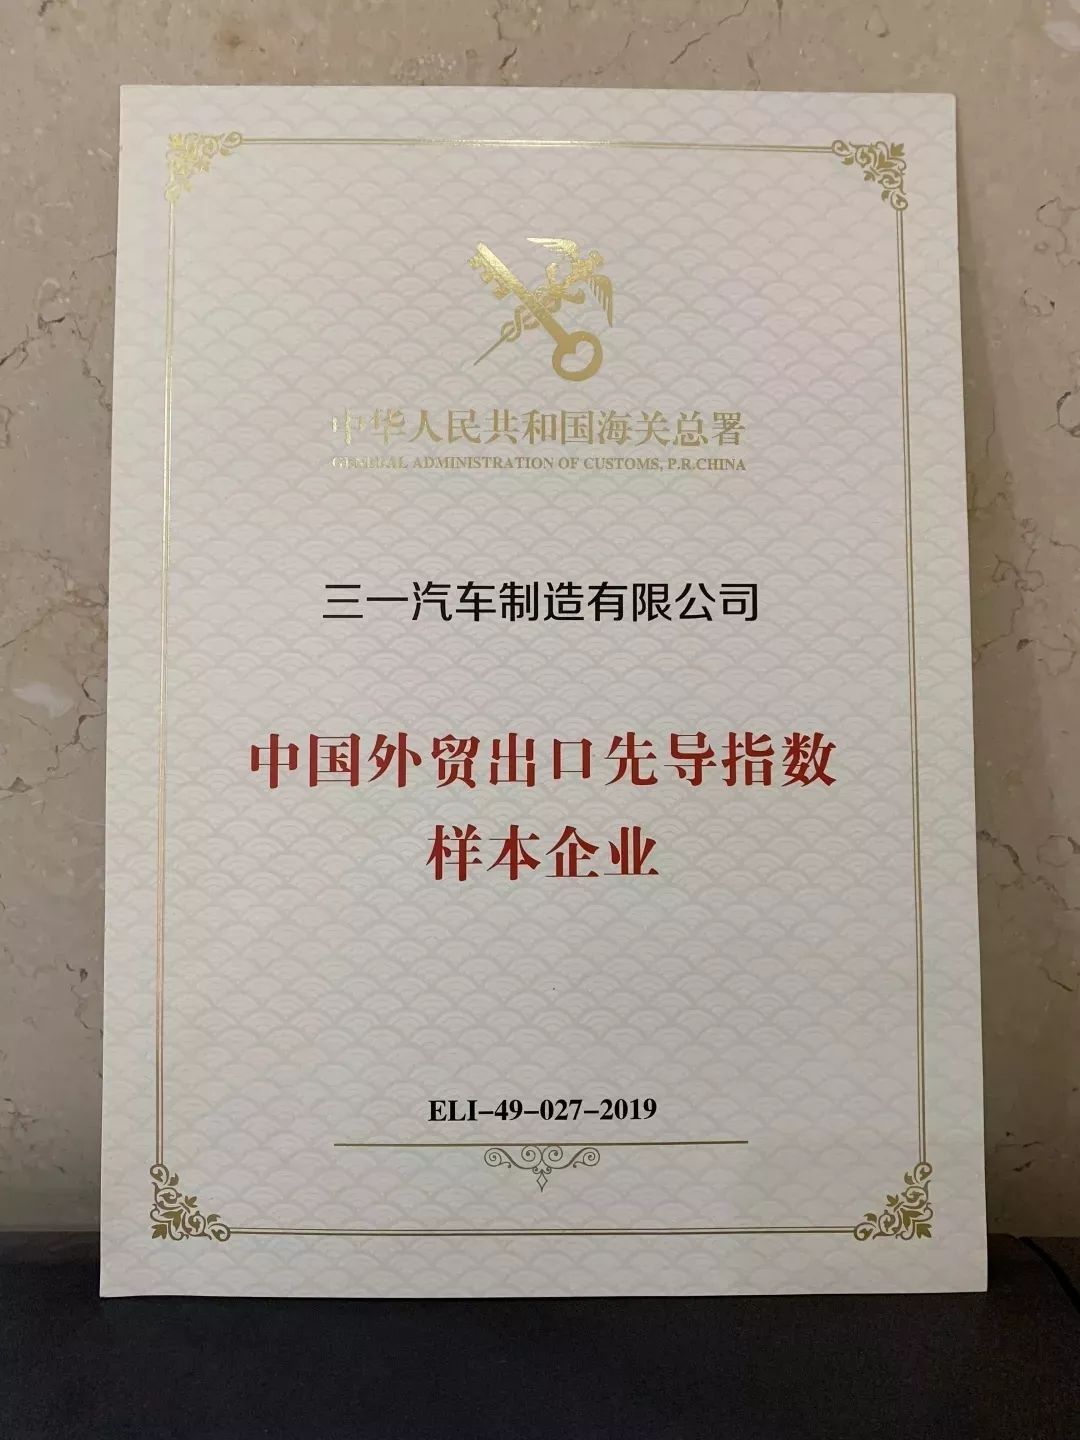 中华人民共和国海关总署
GENERAL ADMINISTRATION OF CUSTOMS, P.R.CHINA
三一汽车制造有限公司
中国外贸出口先导指数
样本企业
ELI-49-027-2019